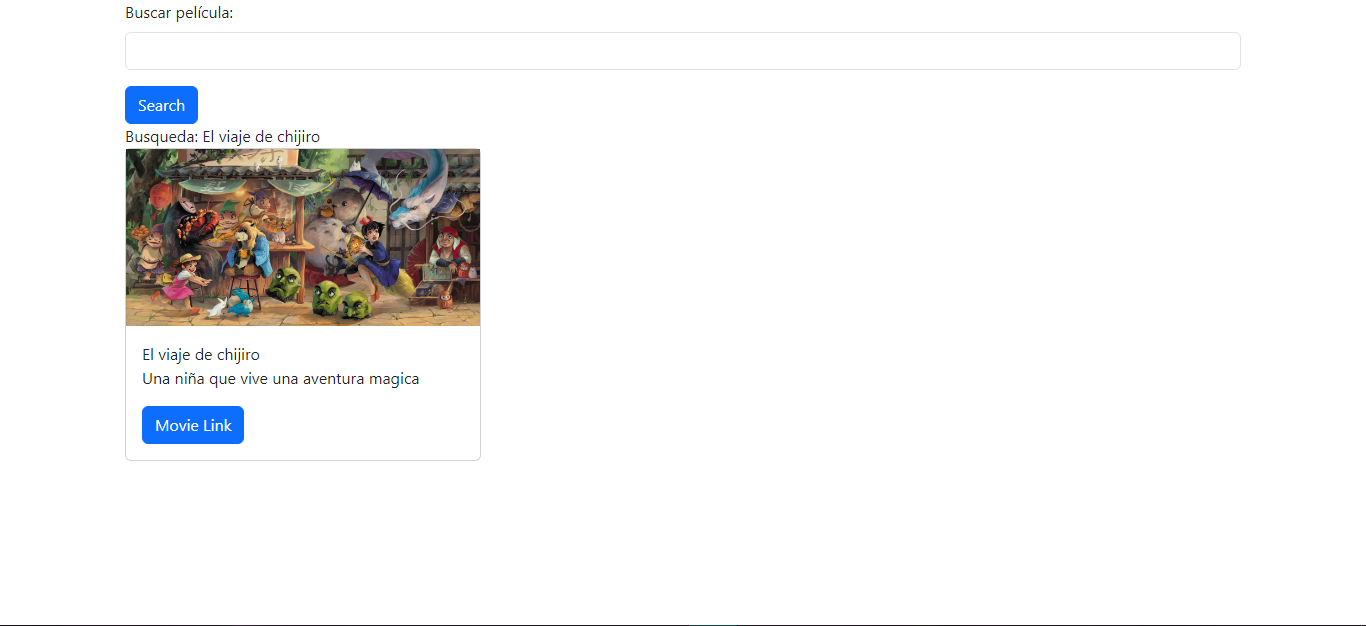 Buscar película:
Search
Busqueda: El viaje de chijiro
El viaje de chijiro
Una niña que vive una aventura magica
Movie Link